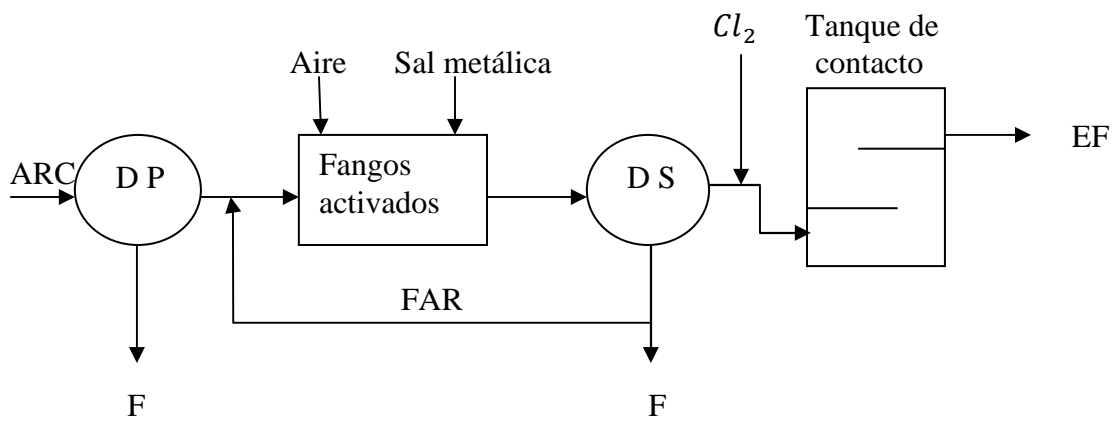 Cl₂
Tanque de
contacto
Aire
Sal metálica
ARC
D P
Fangos
activados
D S
EF
FAR
F
F